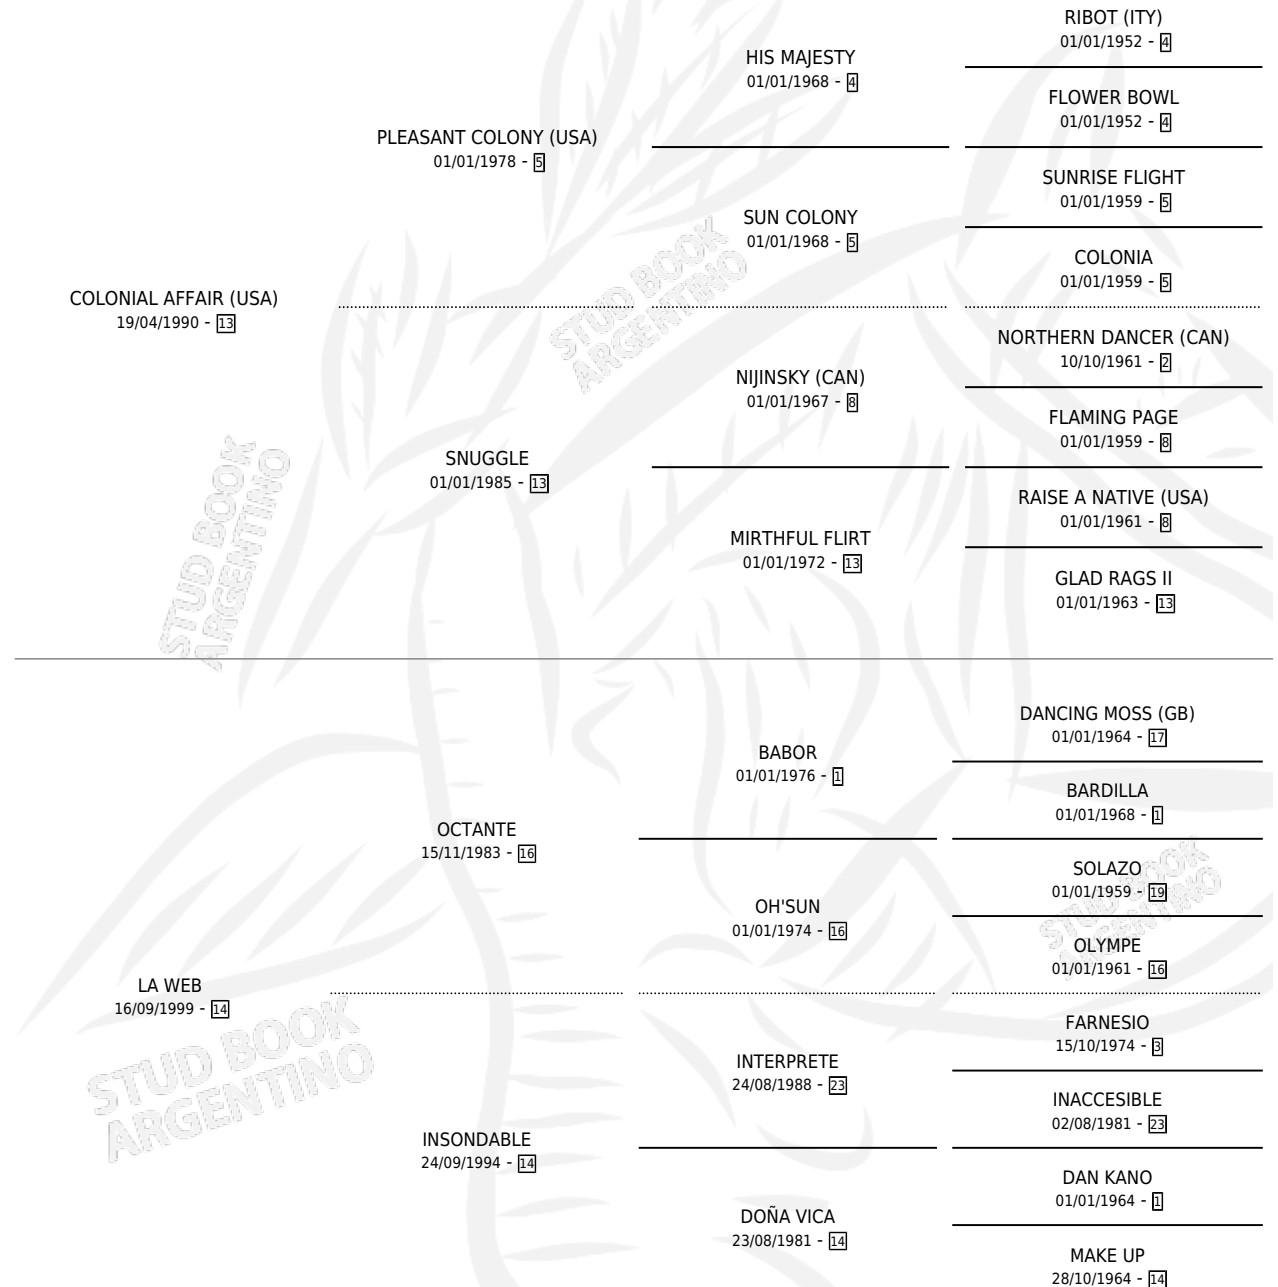 RIBOT (ITY)
01/01/1952 - 4
HIS MAJESTY
01/01/1968 - 4
FLOWER BOWL
01/01/1952 - 4
PLEASANT COLONY (USA)
01/01/1978 - 5
SUNRISE FLIGHT
01/01/1959 - 5
SUN COLONY
01/01/1968 - 5
COLONIA
01/01/1959 - 5
COLONIAL AFFAIR (USA)
19/04/1990 - 13
NORTHERN DANCER (CAN)
10/10/1961 - 2
NIJINSKY (CAN)
01/01/1967 - 8
FLAMING PAGE
01/01/1959 - 8
SNUGGLE
01/01/1985 - 13
RAISE A NATIVE (USA)
01/01/1961 - 8
MIRTHFUL FLIRT
01/01/1972 - 13
GLAD RAGS II
01/01/1963 - 13
STUD BOOK
ARGENTINO
STUD BOOK
ARGENTINO
DANCING MOSS (GB)
01/01/1964 - 17
BABOR
01/01/1976 - 1
BARDILLA
01/01/1968 - 1
OCTANTE
15/11/1983 - 16
SOLAZO
01/01/1959 - 19
OH'SUN
01/01/1974 - 16
OLYMPE
01/01/1961 - 16
STUD BOOK
ARGENTINO
LA WEB
16/09/1999 - 14
FARNESIO
15/10/1974 - 3
INTERPRETE
24/08/1988 - 23
INACCESIBLE
02/08/1981 - 23
INSONDABLE
24/09/1994 - 14
DAN KANO
01/01/1964 - 1
DOÑA VICA
23/08/1981 - 14
MAKE UP
28/10/1964 - 14
STUD BOOK
ARGENTINO